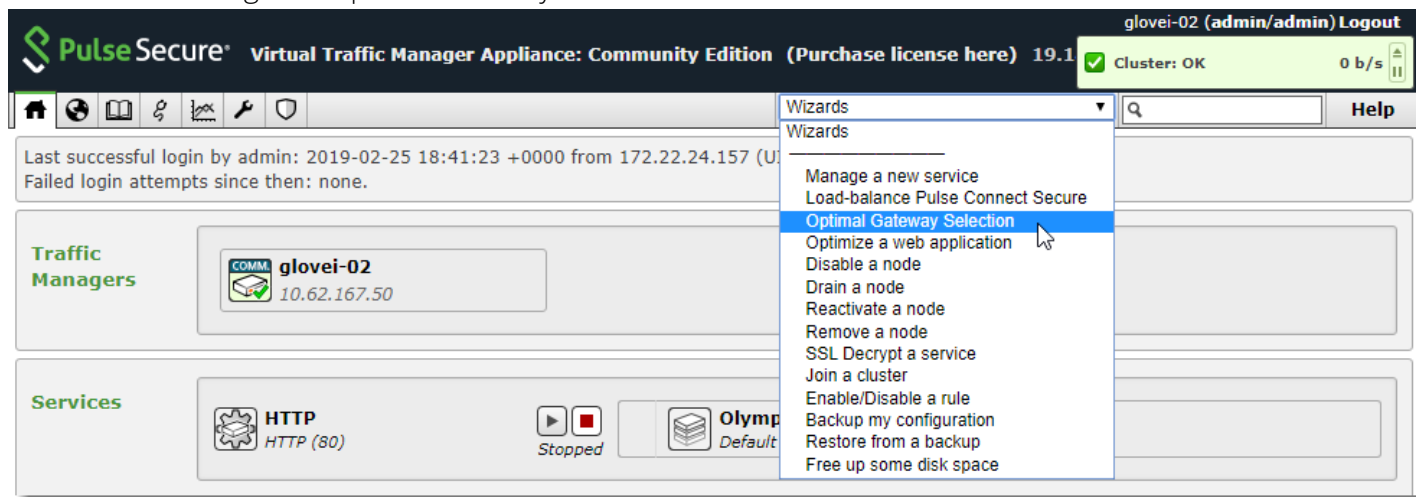 glovei-02 (admin/admin) Logout
Pulse Secure® Virtual Traffic Manager Appliance: Community Edition (Purchase license here) 19.1
Cluster: OK 0 b/s
Wizards Help
Wizards
Last successful login by admin: 2019-02-25 18:41:23 +0000 from 172.22.24.157 (U
Failed login attempts since then: none.
Manage a new service
Load-balance Pulse Connect Secure
Optimal Gateway Selection
Optimize a web application
Disable a node
Drain a node
Reactivate a node
Remove a node
SSL Decrypt a service
Join a cluster
Enable/Disable a rule
Backup my configuration
Restore from a backup
Free up some disk space
Traffic
Managers
COMM.
glovei-02
10.62.167.50
Services
HTTP
HTTP (80)
Stopped
Olymp
Default